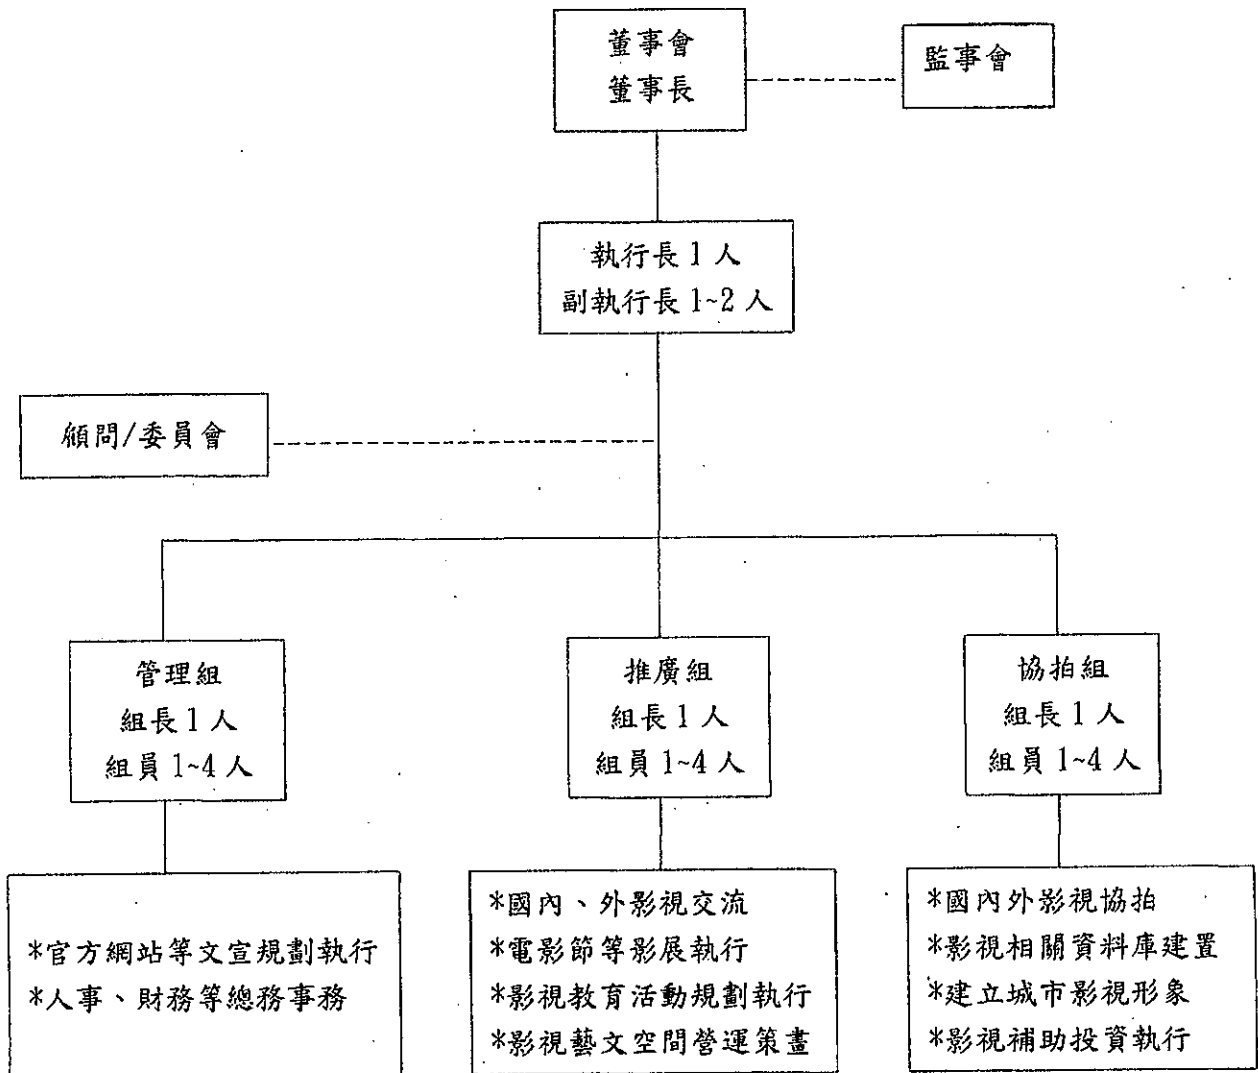 董事會
董事長
監事會
執行長 1 人
副執行長 1~2 人
顧問/委員會
管理組
組長 1 人
組員 1~4 人
推廣組
組長 1 人
組員 1~4 人
協拍組
組長 1 人
組員 1~4 人
*官方網站等文宣規劃執行
*人事、財務等總務事務
*國內、外影視交流
*電影節等影展執行
*影視教育活動規劃執行
*影視藝文空間營運策畫
*國內外影視協拍
*影視相關資料庫建置
*建立城市影視形象
*影視補助投資執行